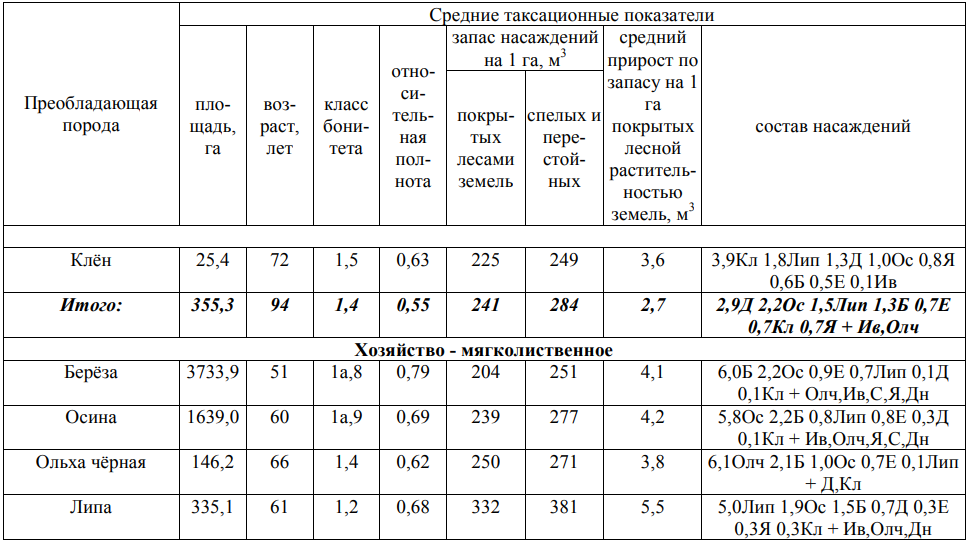 Преобладающая порода
Средние таксационные показатели
пло-
щадь,
га
воз-
раст,
лет
класс
бони-
тета
отно-
си-
тель-
ная
пол-
нота
запас насаждений
на 1 га, м³
покры-
тых
лесами
земель
спелых и
пере-
стой-
ных
средний
прирост по
запасу на 1
га
покрытых
лесной
раститель-
ностью
земель, м³
состав насаждений
Клён 25,4 72 1,5 0,63 225 249 3,6 3,9Кл 1,8Лип 1,3Д 1,0Ос 0,8Я
0,6Б 0,5Е 0,1Ив
Итого: 355,3 94 1,4 0,55 241 284 2,7 2,9Д 2,2Ос 1,5Лип 1,3Б 0,7Е
0,7Кл 0,7Я + Ив,Олч
Хозяйство - мягколиственное
Берёза 3733,9 51 1а,8 0,79 204 251 4,1 6,0Б 2,2Ос 0,9Е 0,7Лип 0,1Д
0,1Кл + Олч,Ив,С,Я,Дн
Осина 1639,0 60 1а,9 0,69 239 277 4,2 5,8Ос 2,2Б 0,8Лип 0,8Е 0,3Д
0,1Кл + Ив,Олч,Я,С,Дн
Ольха чёрная 146,2 66 1,4 0,62 250 271 3,8 6,1Олч 2,1Б 1,0Ос 0,7Е 0,1Лип
+ Д,Кл
Липа 335,1 61 1,2 0,68 332 381 5,5 5,0Лип 1,9Ос 1,5Б 0,7Д 0,3Е
0,3Я 0,3Кл + Ив,Олч,Дн